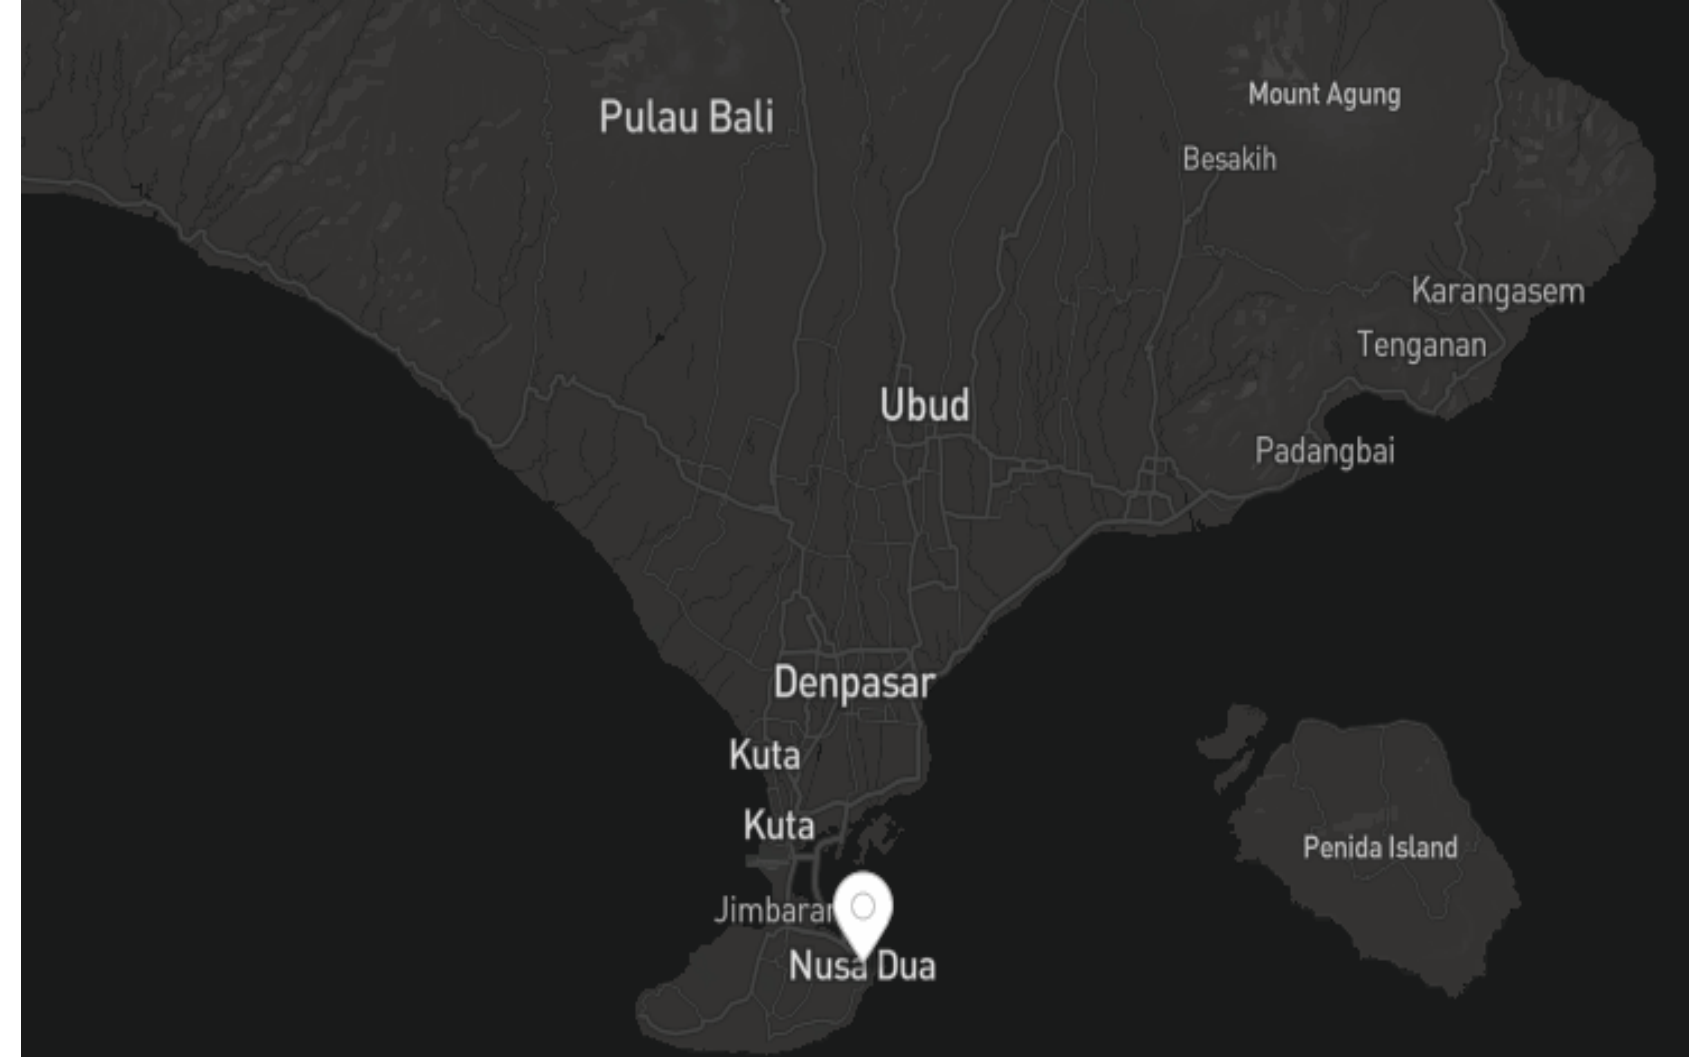 Mount Agung
Pulau Bali
Besakih
Karangasem
Tenganan
Ubud
Padangbai
Denpasar
Kuta
Kuta
Penida Island
Jimbaran
Nusa Dua